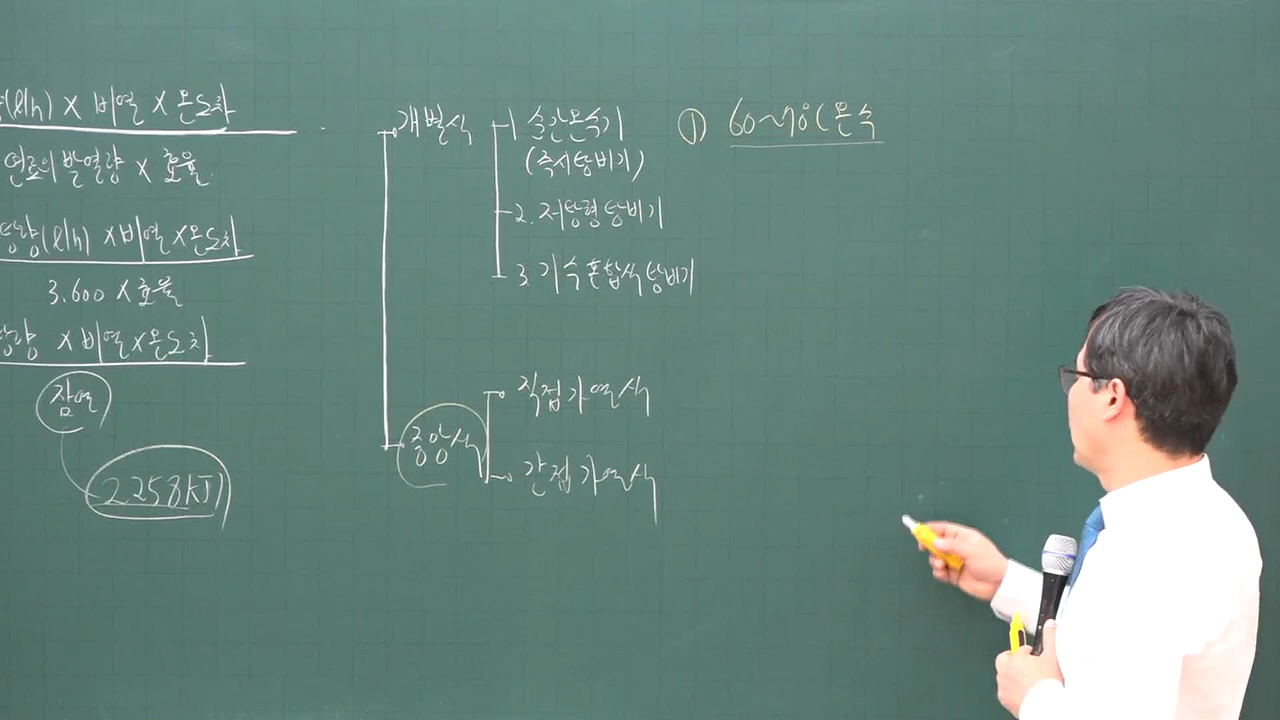 (l/h) × 비열 × 온도차
연료의 발열량 × 효율
탕량(l/h) × 비열 × 온도차
3.600 × 효율
탕량 × 비열 × 온도차
잠열
2258kJ
개별식
1 순간온수기
(즉시탕비기)
2. 저탕형탕비기
3. 기수혼합식탕비기
중앙식
직접가열식
간접가열식
① 60~70℃ 온수